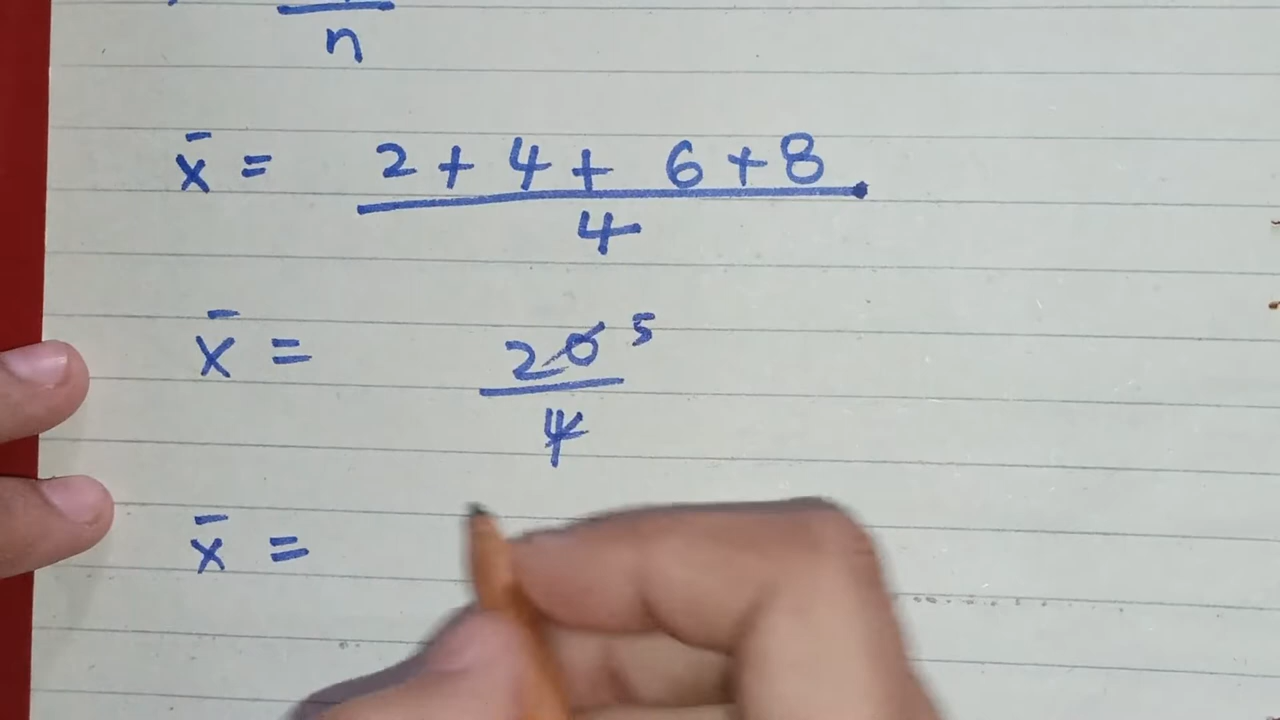 n
x̄ = 2 + 4 + 6 + 8
4
x̄ = 20 5
4
x̄ =